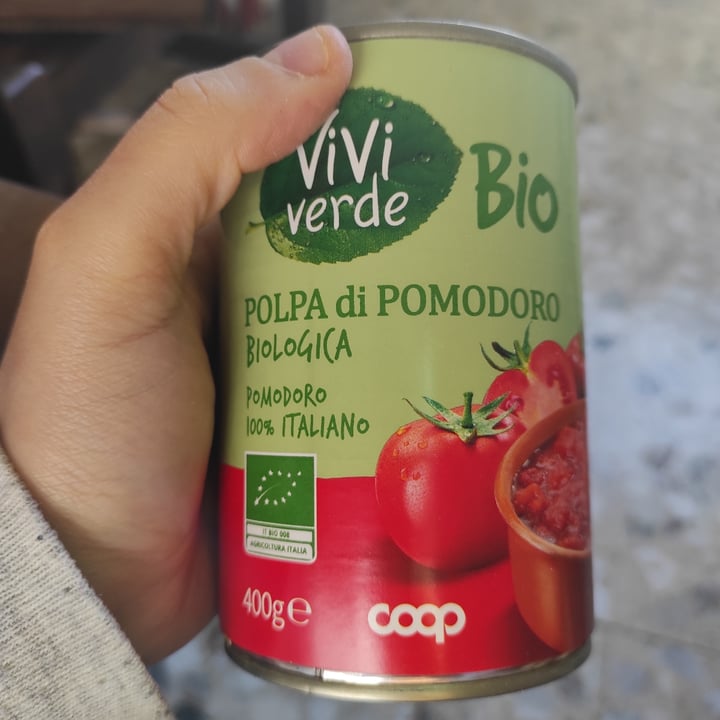 ViVi
verde
Bio
POLPA di POMODORO
BIOLOGICA
POMODORO
100% ITALIANO
IT BIO 008
AGRICOLTURA ITALIA
400g e
coop